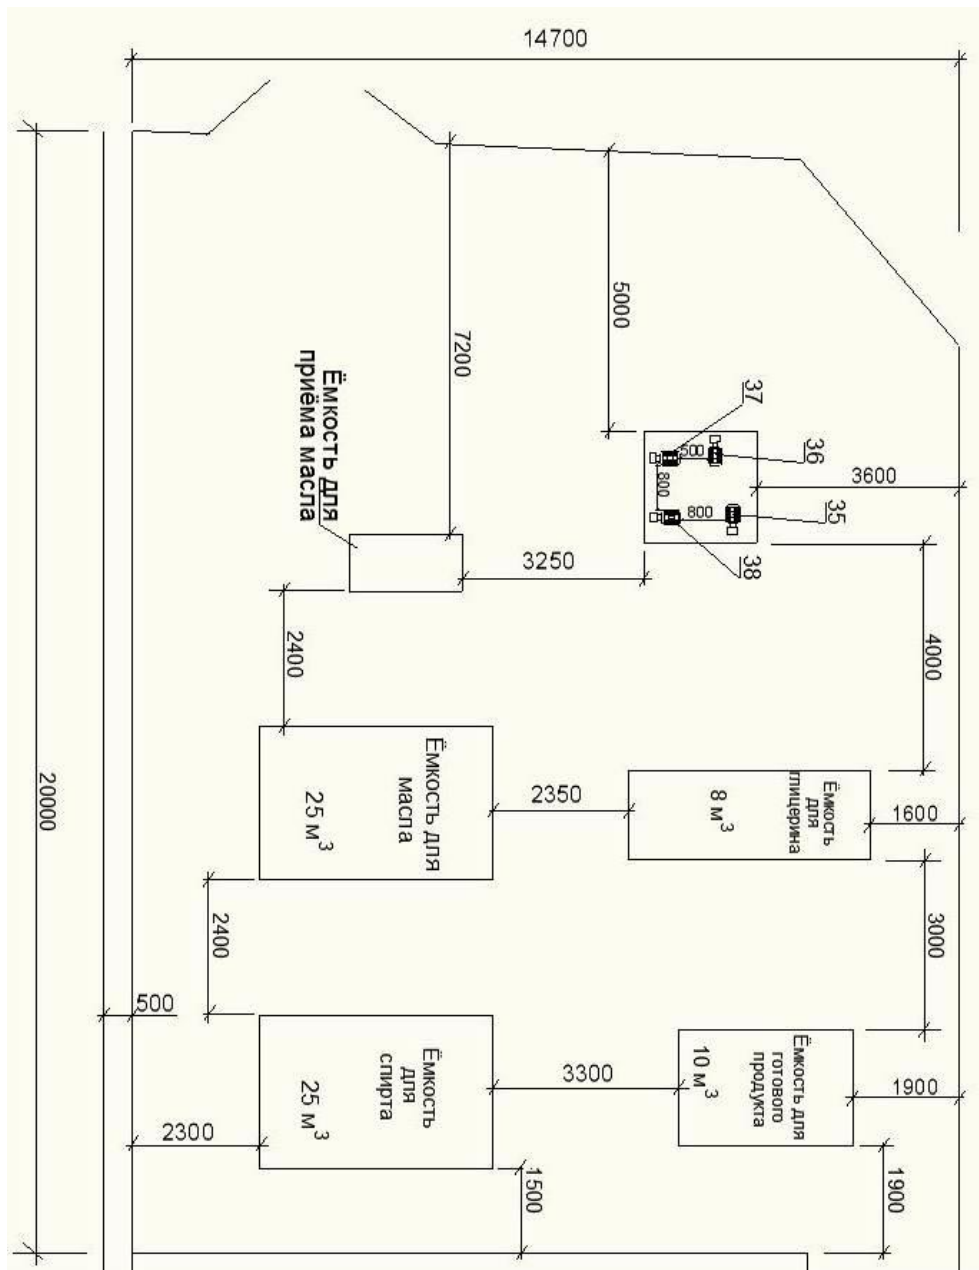 14700
5000
7200
Ёмкость для
приёма масла
37
36
500
3600
800
800
35
38
3250
2400
4000
20000
Ёмкость для
масла
25 м3
2350
Ёмкость
для
глицерина
8 м3
1600
2400
3000
500
Ёмкость
для
спирта
25 м3
3300
Ёмкость для
готового
продукта
10 м3
1900
2300
1500
1900